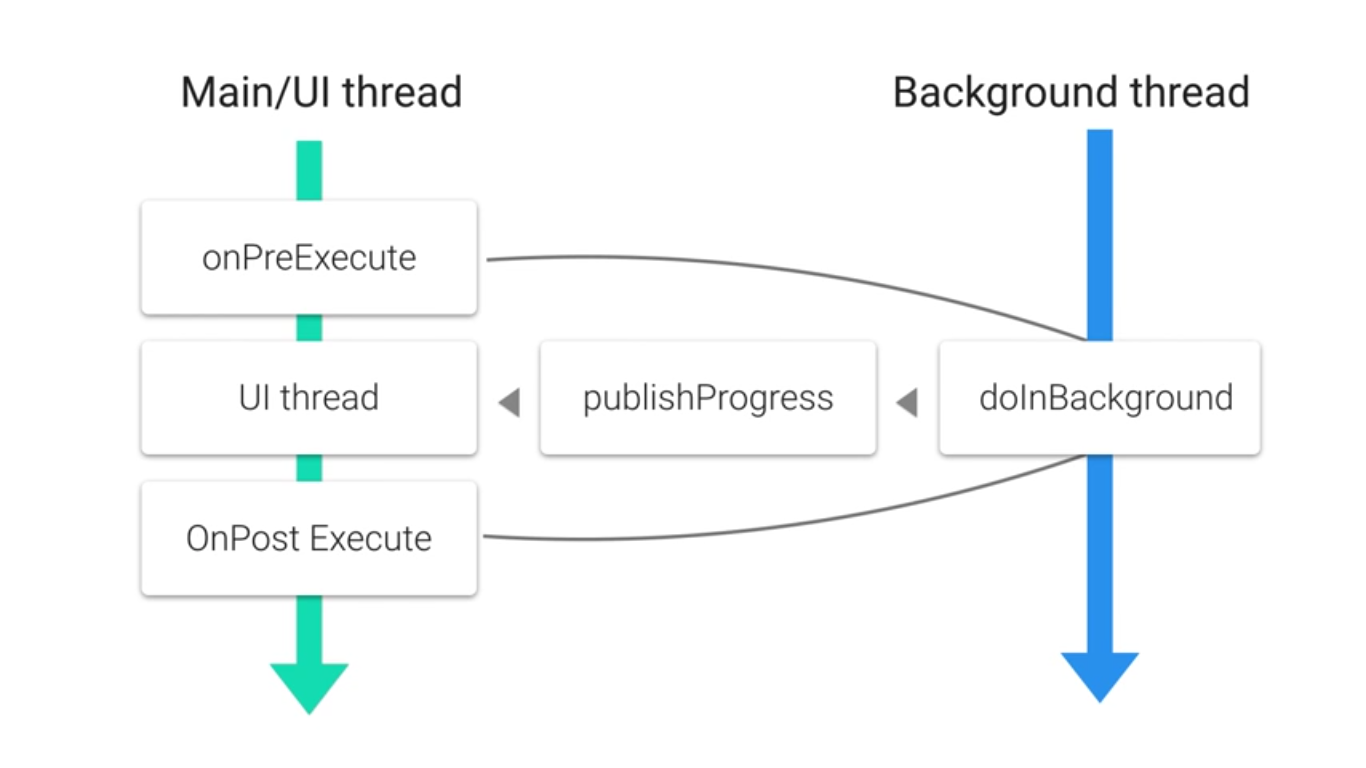 Main/UI thread
Background thread
onPreExecute
UI thread
publishProgress
doInBackground
OnPost Execute